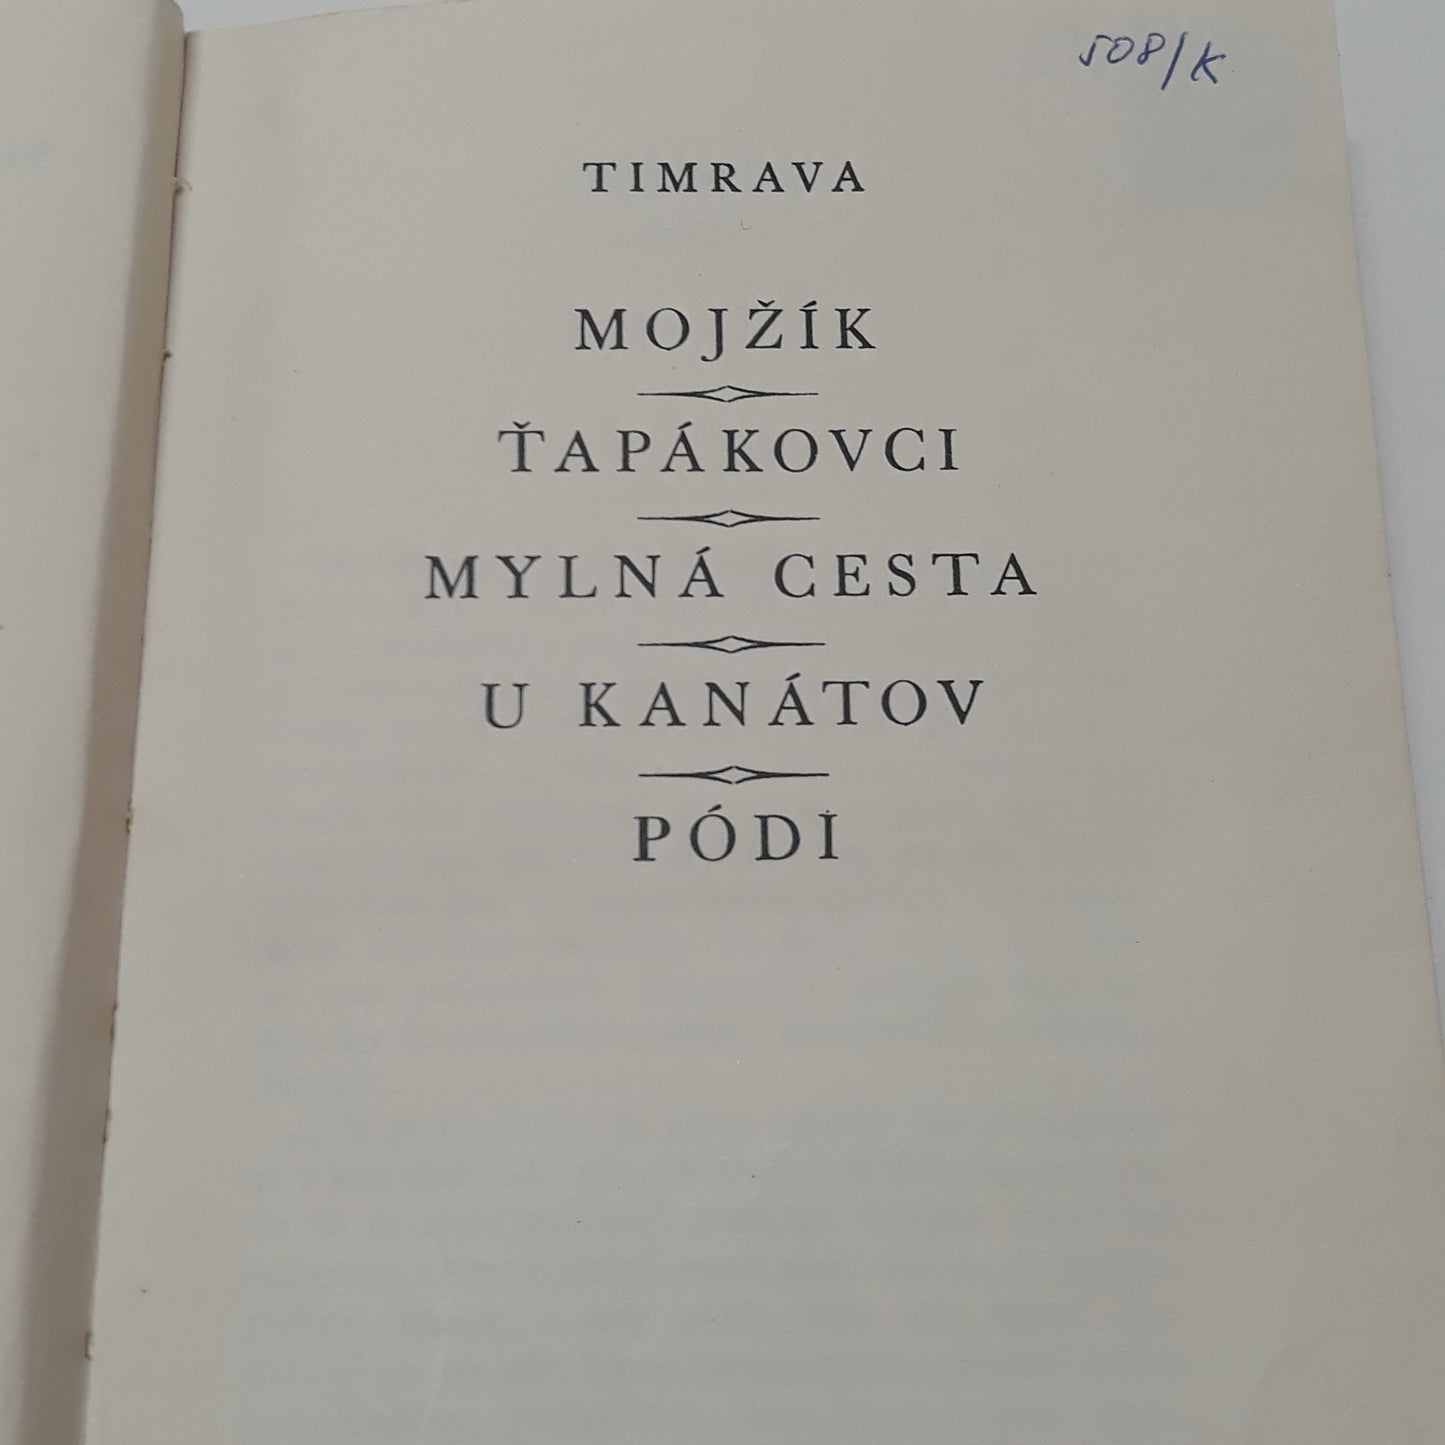 508/K
TIMRAVA
MOJŽÍK
ŤAPÁKOVCI
MYLNÁ CESTA
U KANÁTOV
PÓDI